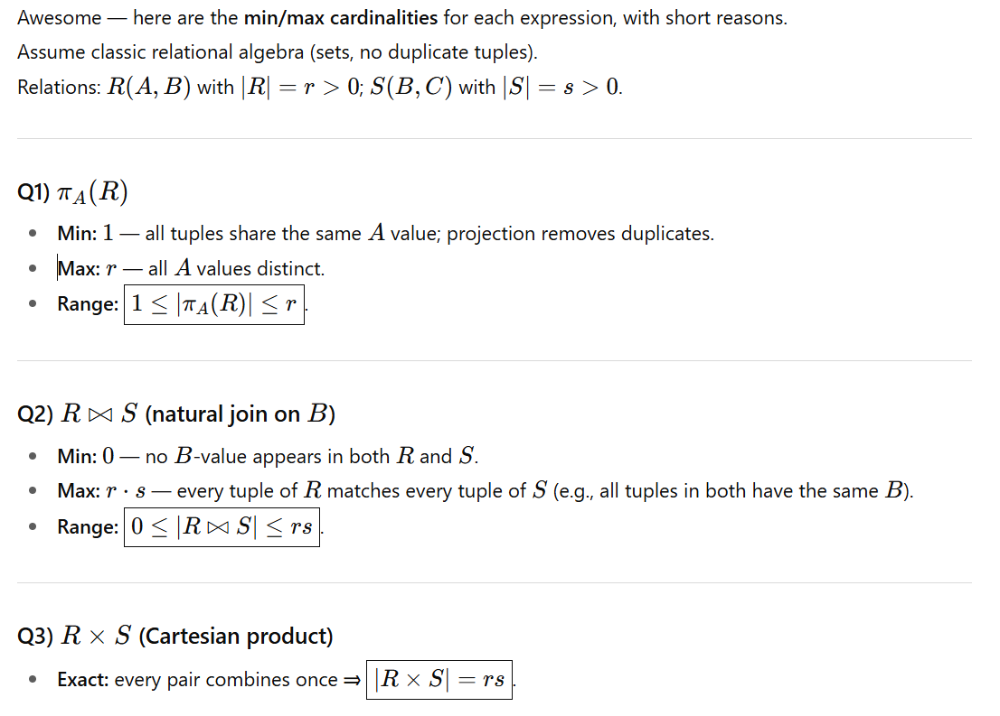 Awesome — here are the min/max cardinalities for each expression, with short reasons.
Assume classic relational algebra (sets, no duplicate tuples).
Relations: R(A, B) with |R| = r > 0; S(B, C) with |S| = s > 0.
Q1) π_A(R)
• Min: 1 — all tuples share the same A value; projection removes duplicates.
• Max: r — all A values distinct.
• Range: 1 ≤ |π_A(R)| ≤ r.
Q2) R ⋈ S (natural join on B)
• Min: 0 — no B-value appears in both R and S.
• Max: r · s — every tuple of R matches every tuple of S (e.g., all tuples in both have the same B).
• Range: 0 ≤ |R ⋈ S| ≤ rs.
Q3) R × S (Cartesian product)
• Exact: every pair combines once ⇒ |R × S| = rs.